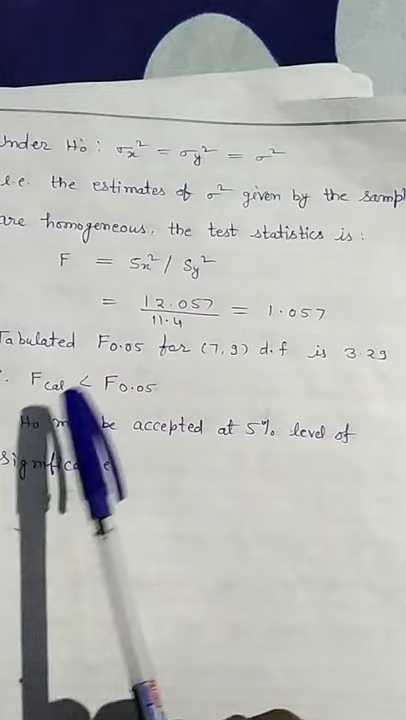 Under H₀ : σx² = σy² = σ²
i.e. the estimates of σ² given by the sampl
are homogeneous, the test statistics is :
F = Sx² / Sy²
= 12.057 / 11.4 = 1.057
Tabulated F0.05 for (7,9) d.f is 3.29
∴ Fcal < F0.05
H₀ be accepted at 5% level of